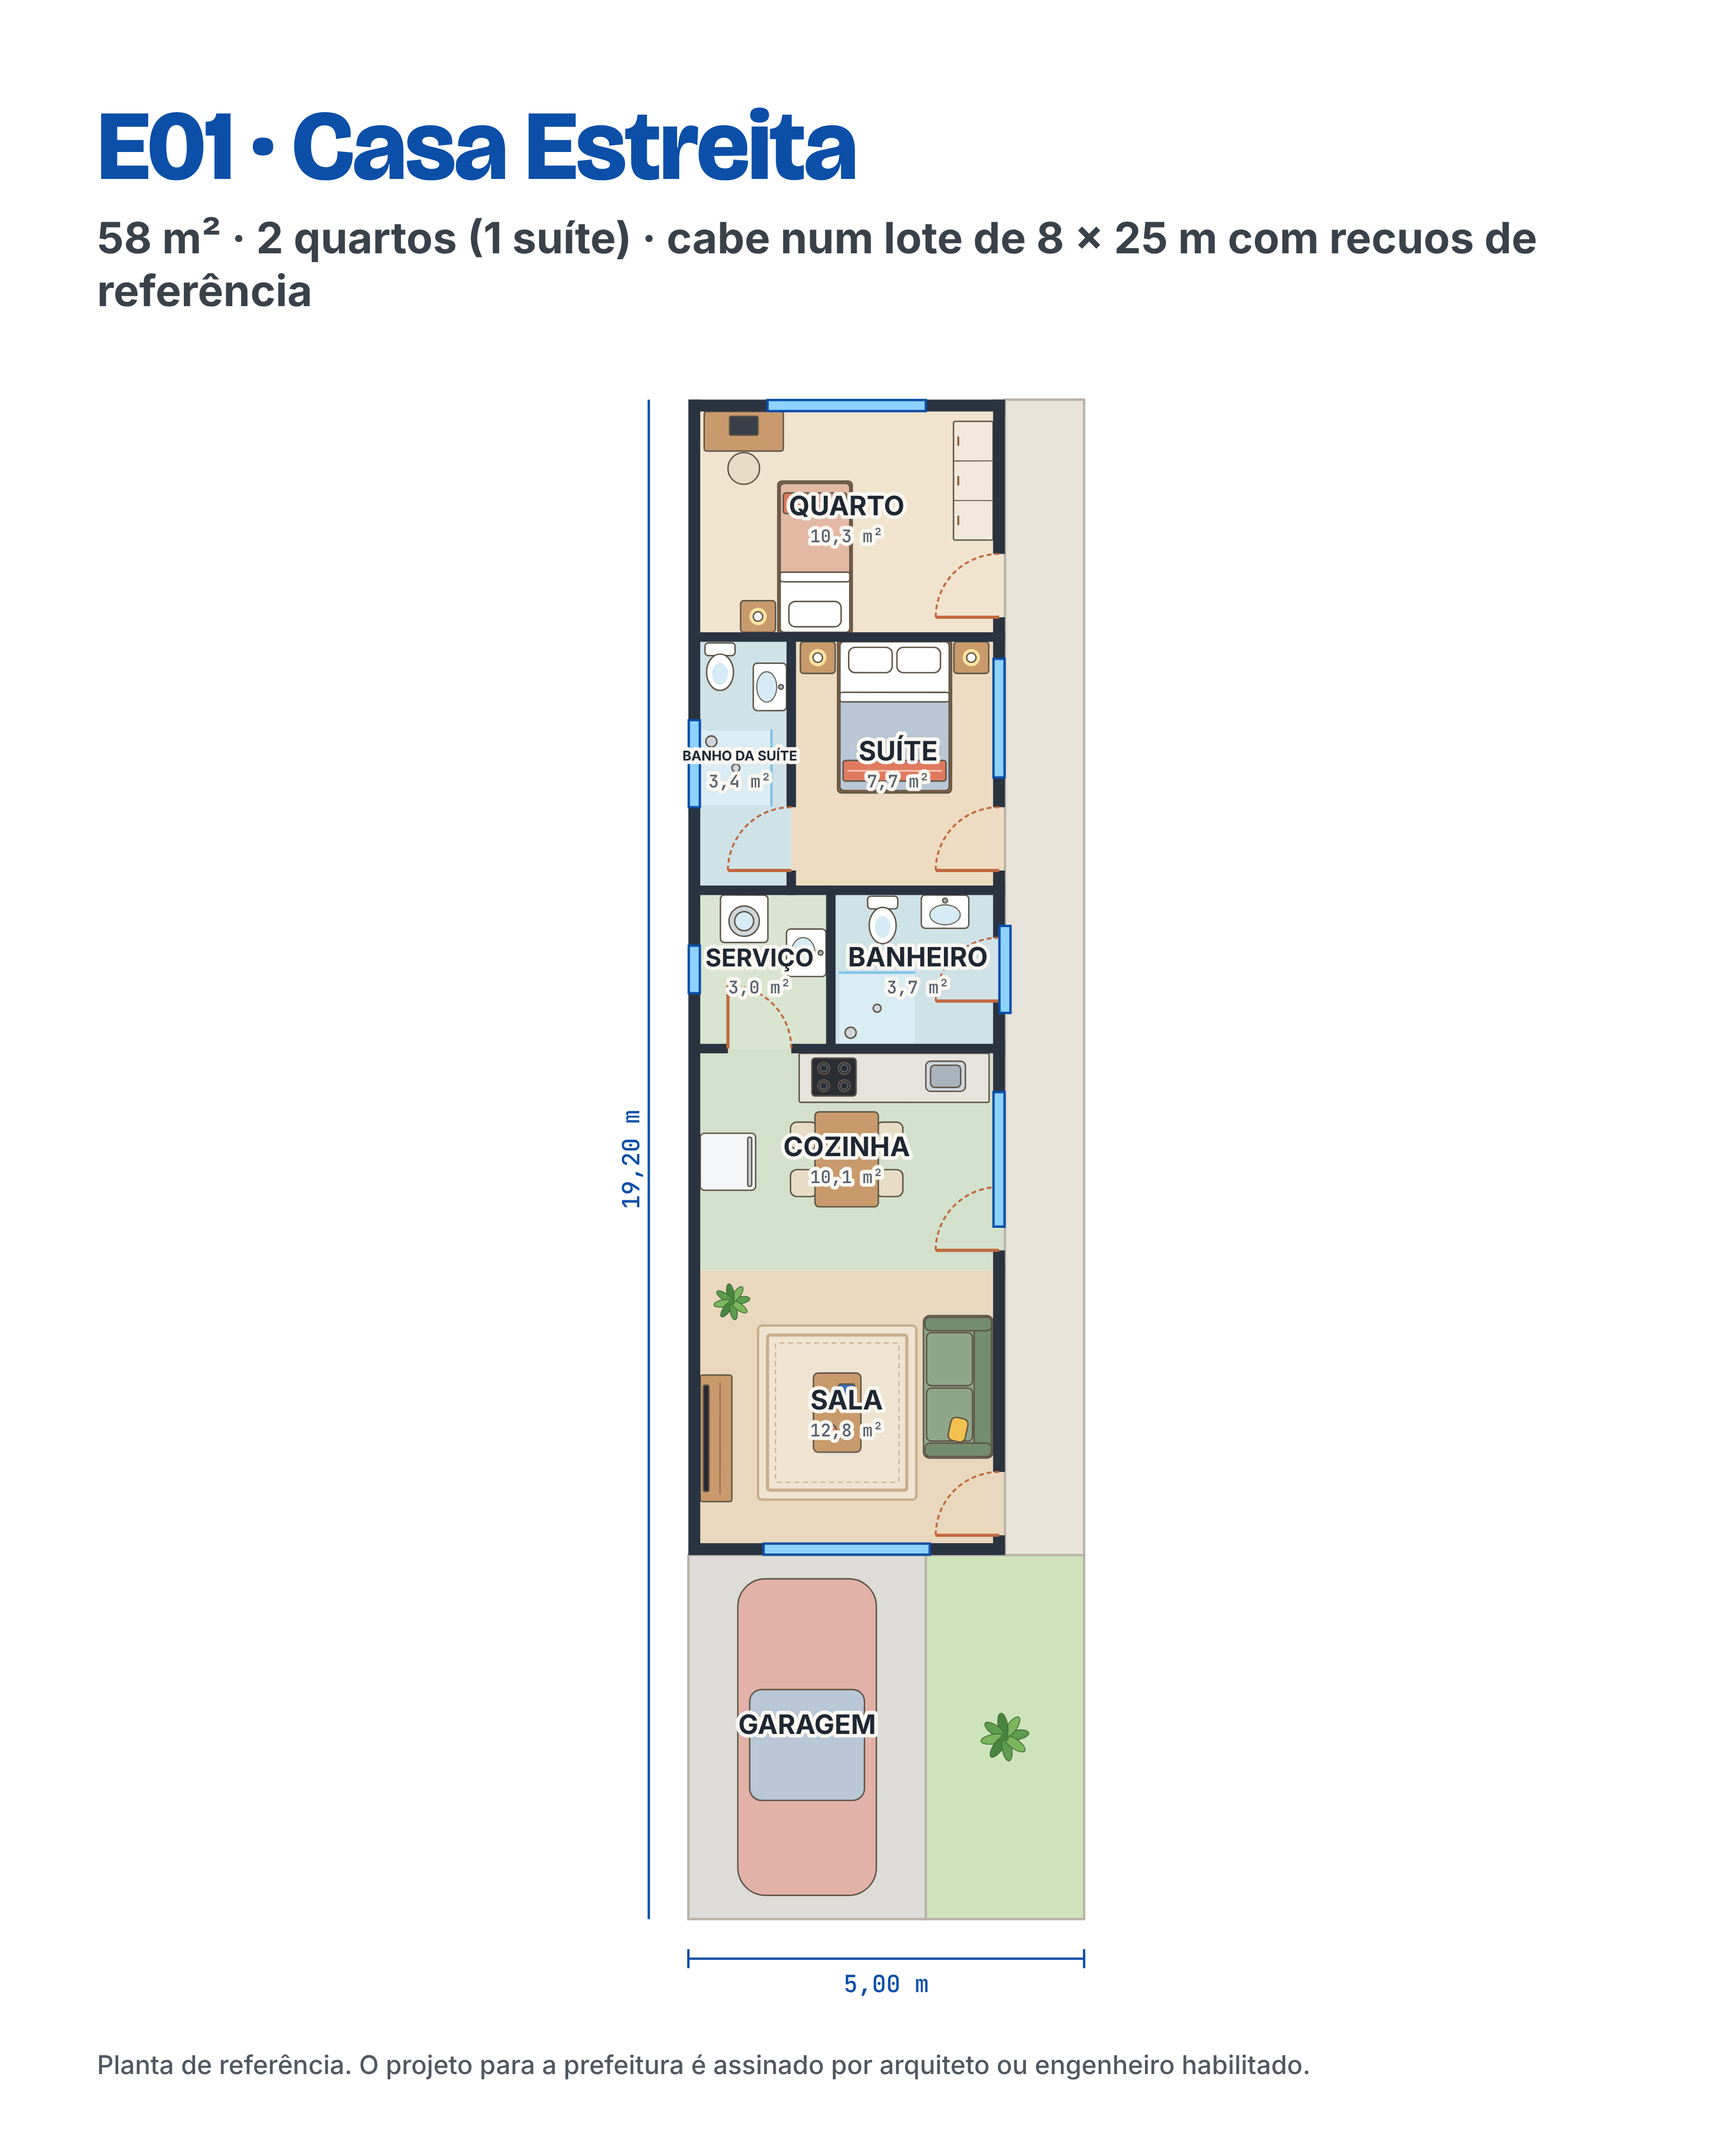 E01 · Casa Estreita
58 m² · 2 quartos (1 suíte) · cabe num lote de 8 × 25 m com recuos de
referência
QUARTO
10,3 m²
BANHO DA SUÍTE
3,4 m²
SUÍTE
7,7 m²
SERVIÇO
3,0 m²
BANHEIRO
3,7 m²
COZINHA
10,1 m²
19,20 m
SALA
12,8 m²
GARAGEM
5,00 m
Planta de referência. O projeto para a prefeitura é assinado por arquiteto ou engenheiro habilitado.